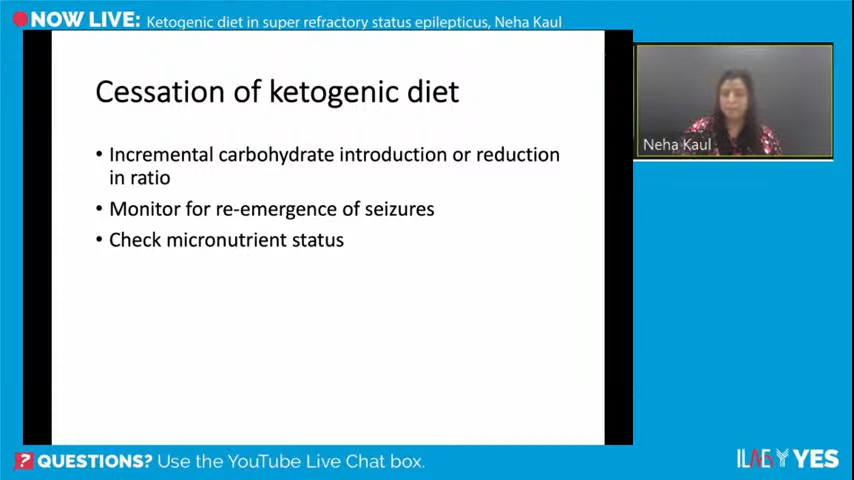 NOW LIVE: Ketogenic diet in super refractory status epilepticus, Neha Kaul
Cessation of ketogenic diet
• Incremental carbohydrate introduction or reduction
in ratio
• Monitor for re-emergence of seizures
• Check micronutrient status
Neha Kaul
? QUESTIONS? Use the YouTube Live Chat box.
ILAE YES